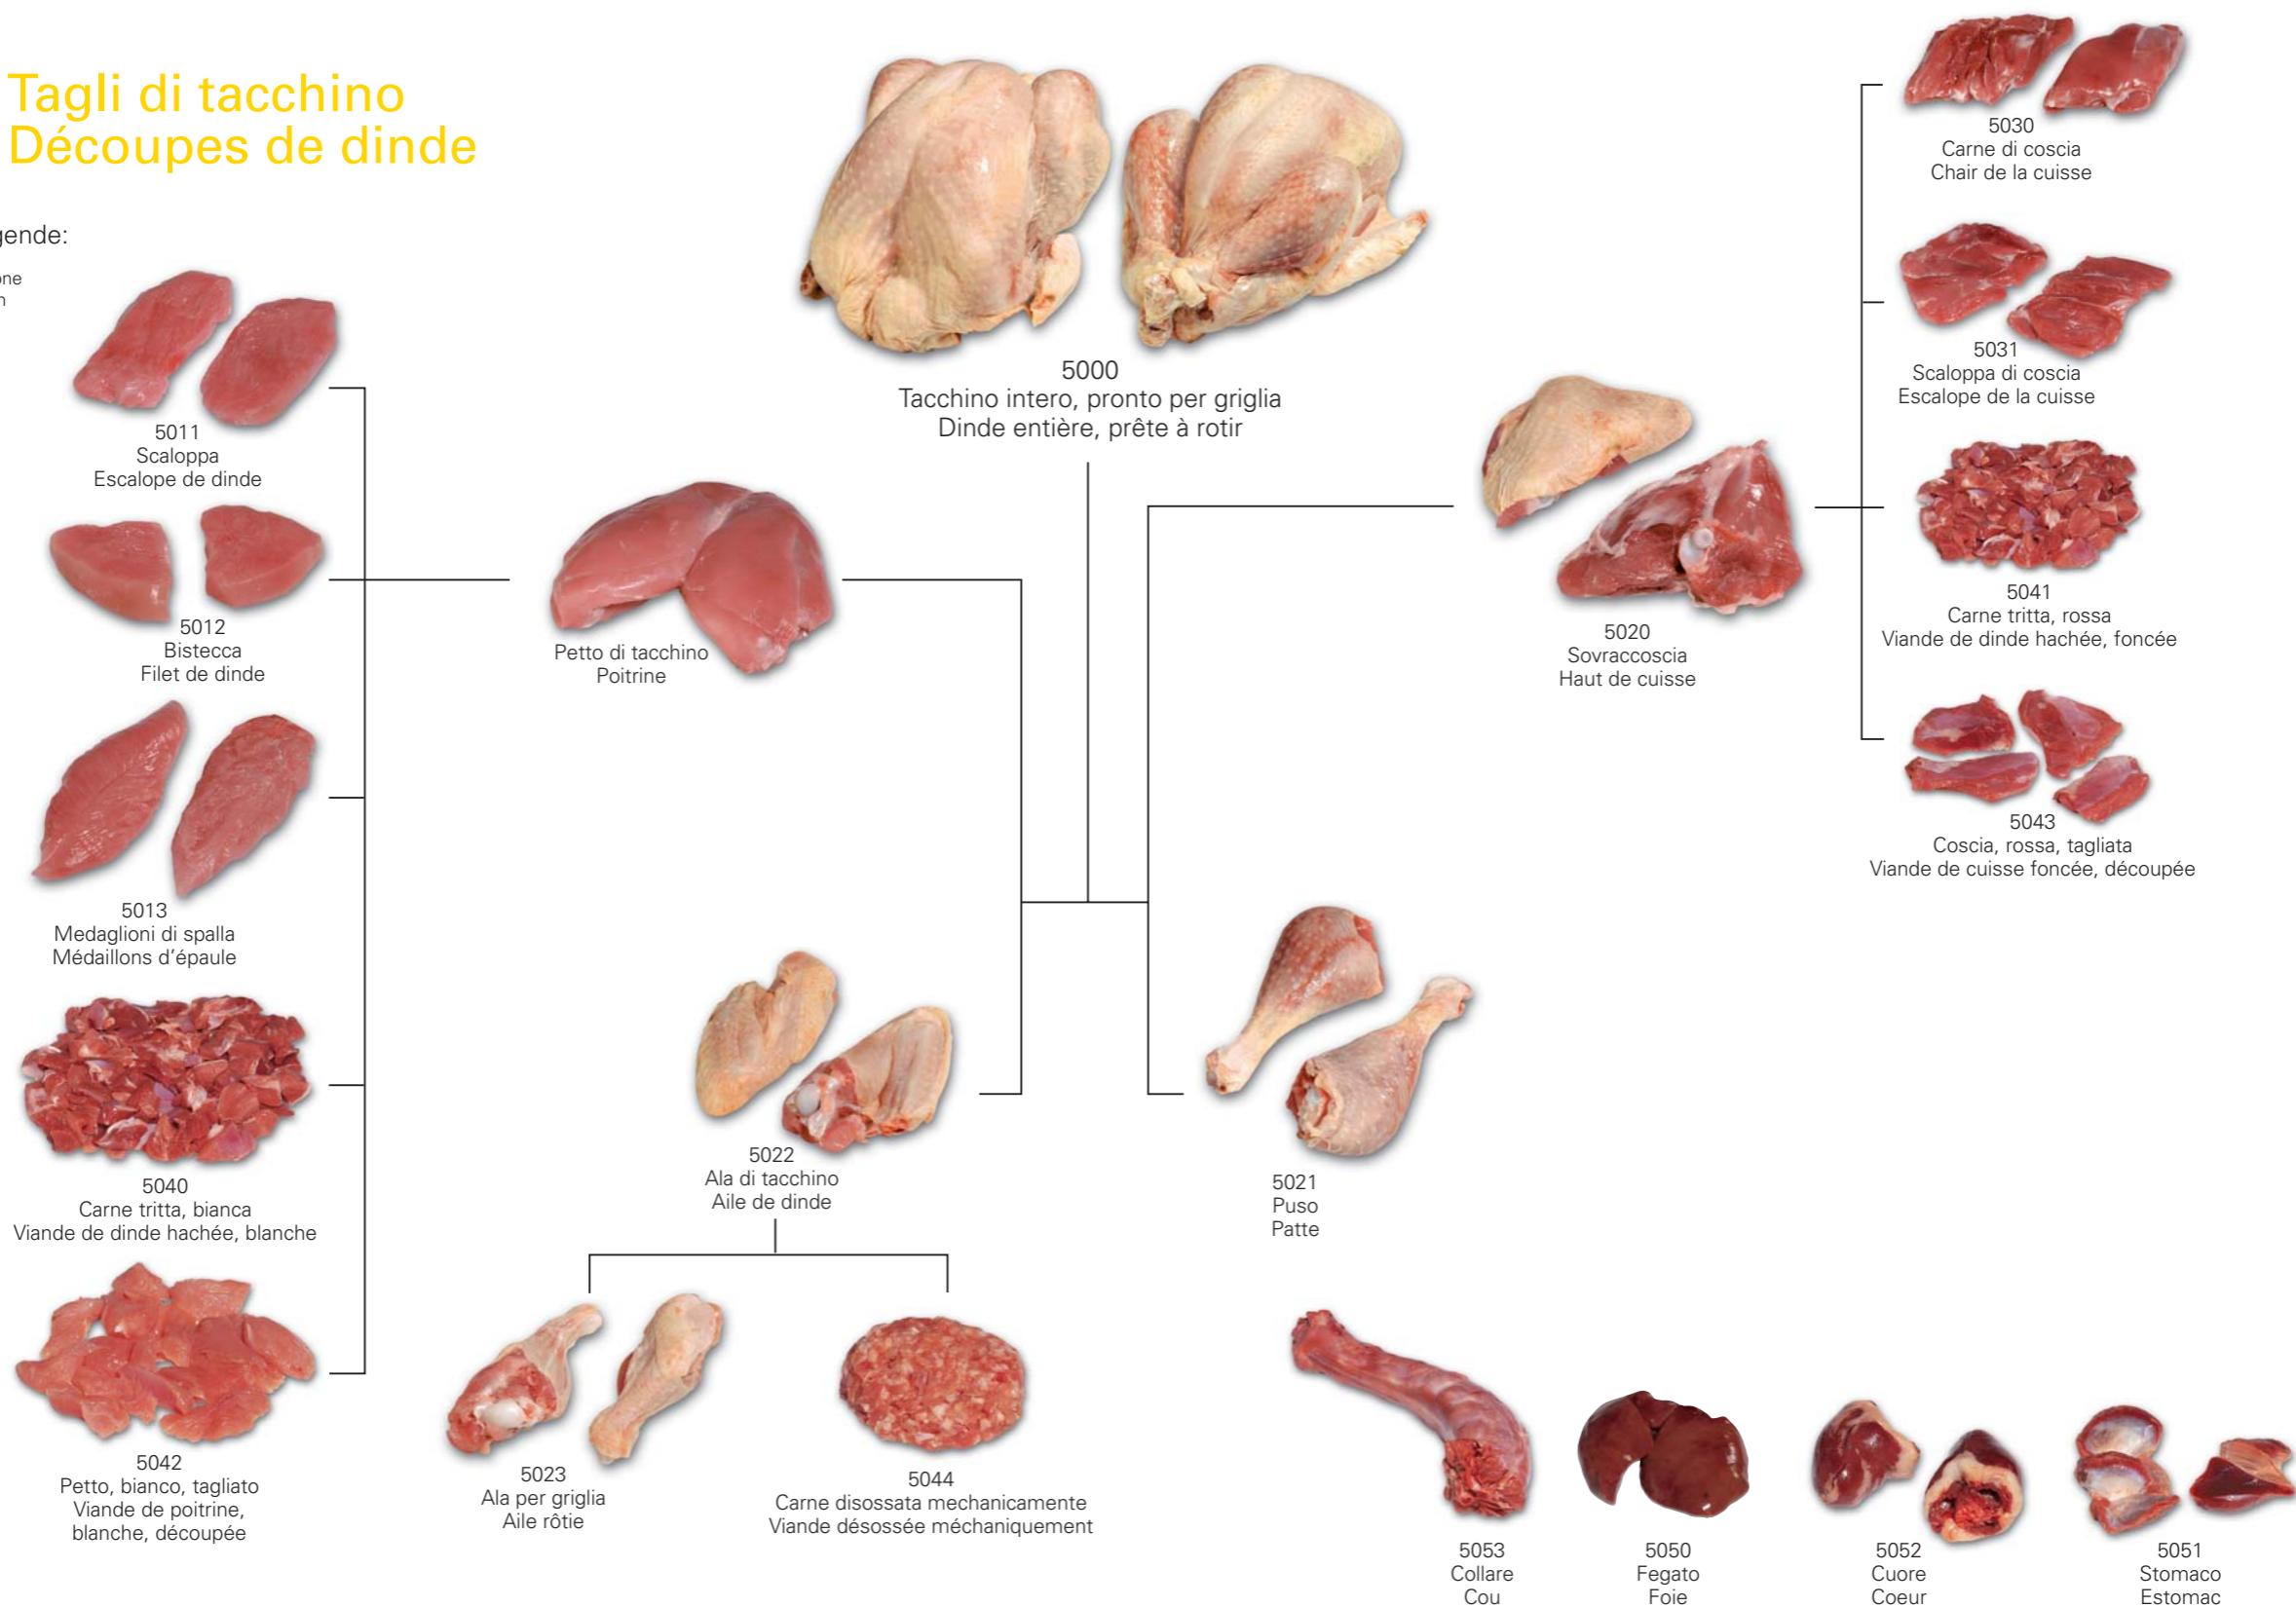 Tagli di tacchino
Découpes de dinde
5000
Tacchino intero, pronto per griglia
Dinde entière, prête à rotir
5011
Scaloppa
Escalope de dinde
5012
Bistecca
Filet de dinde
5013
Medaglioni di spalla
Médaillons d'épaule
5040
Carne tritta, bianca
Viande de dinde hachée, blanche
5042
Petto, bianco, tagliato
Viande de poitrine,
blanche, découpée
Petto di tacchino
Poitrine
5022
Ala di tacchino
Aile de dinde
5023
Ala per griglia
Aile rôtie
5044
Carne disossata mechanicamente
Viande désossée méchaniquement
5020
Sovraccoscia
Haut de cuisse
5021
Puso
Patte
5030
Carne di coscia
Chair de la cuisse
5031
Scaloppa di coscia
Escalope de la cuisse
5041
Carne tritta, rossa
Viande de dinde hachée, foncée
5043
Coscia, rossa, tagliata
Viande de cuisse foncée, découpée
5053
Collare
Cou
5050
Fegato
Foie
5052
Cuore
Coeur
5051
Stomaco
Estomac